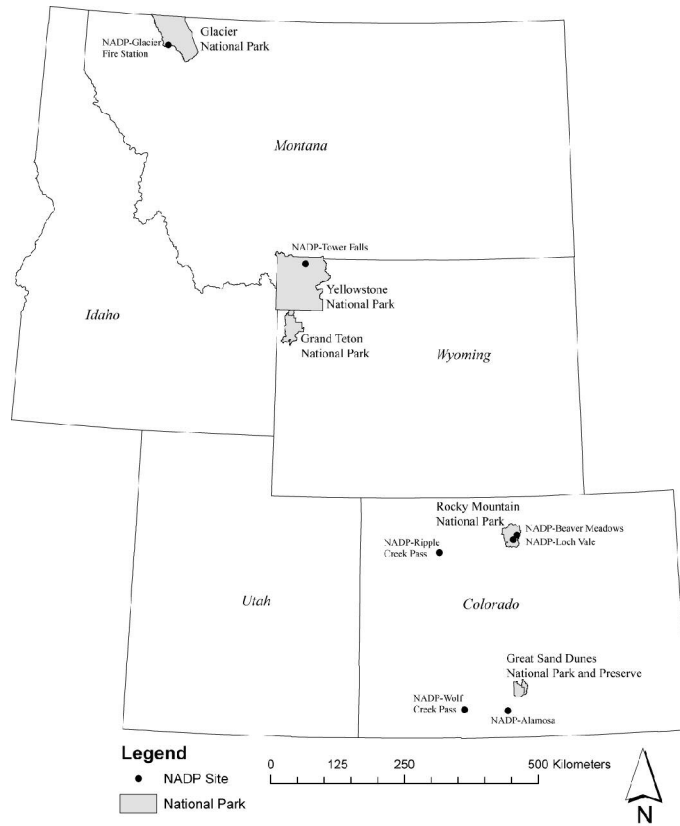 Glacier
National Park
NADP-Glacier
Fire Station
Montana
NADP-Tower Falls
Yellowstone
National Park
Idaho
Grand Teton
National Park
Wyoming
Rocky Mountain
National Park
NADP-Beaver Meadows
NADP-Loch Vale
NADP-Ripple
Creek Pass
Utah
Colorado
Great Sand Dunes
National Park and Preserve
NADP-Wolf
Creek Pass
NADP-Alamosa
Legend
NADP Site
National Park
0 125 250 500 Kilometers
N